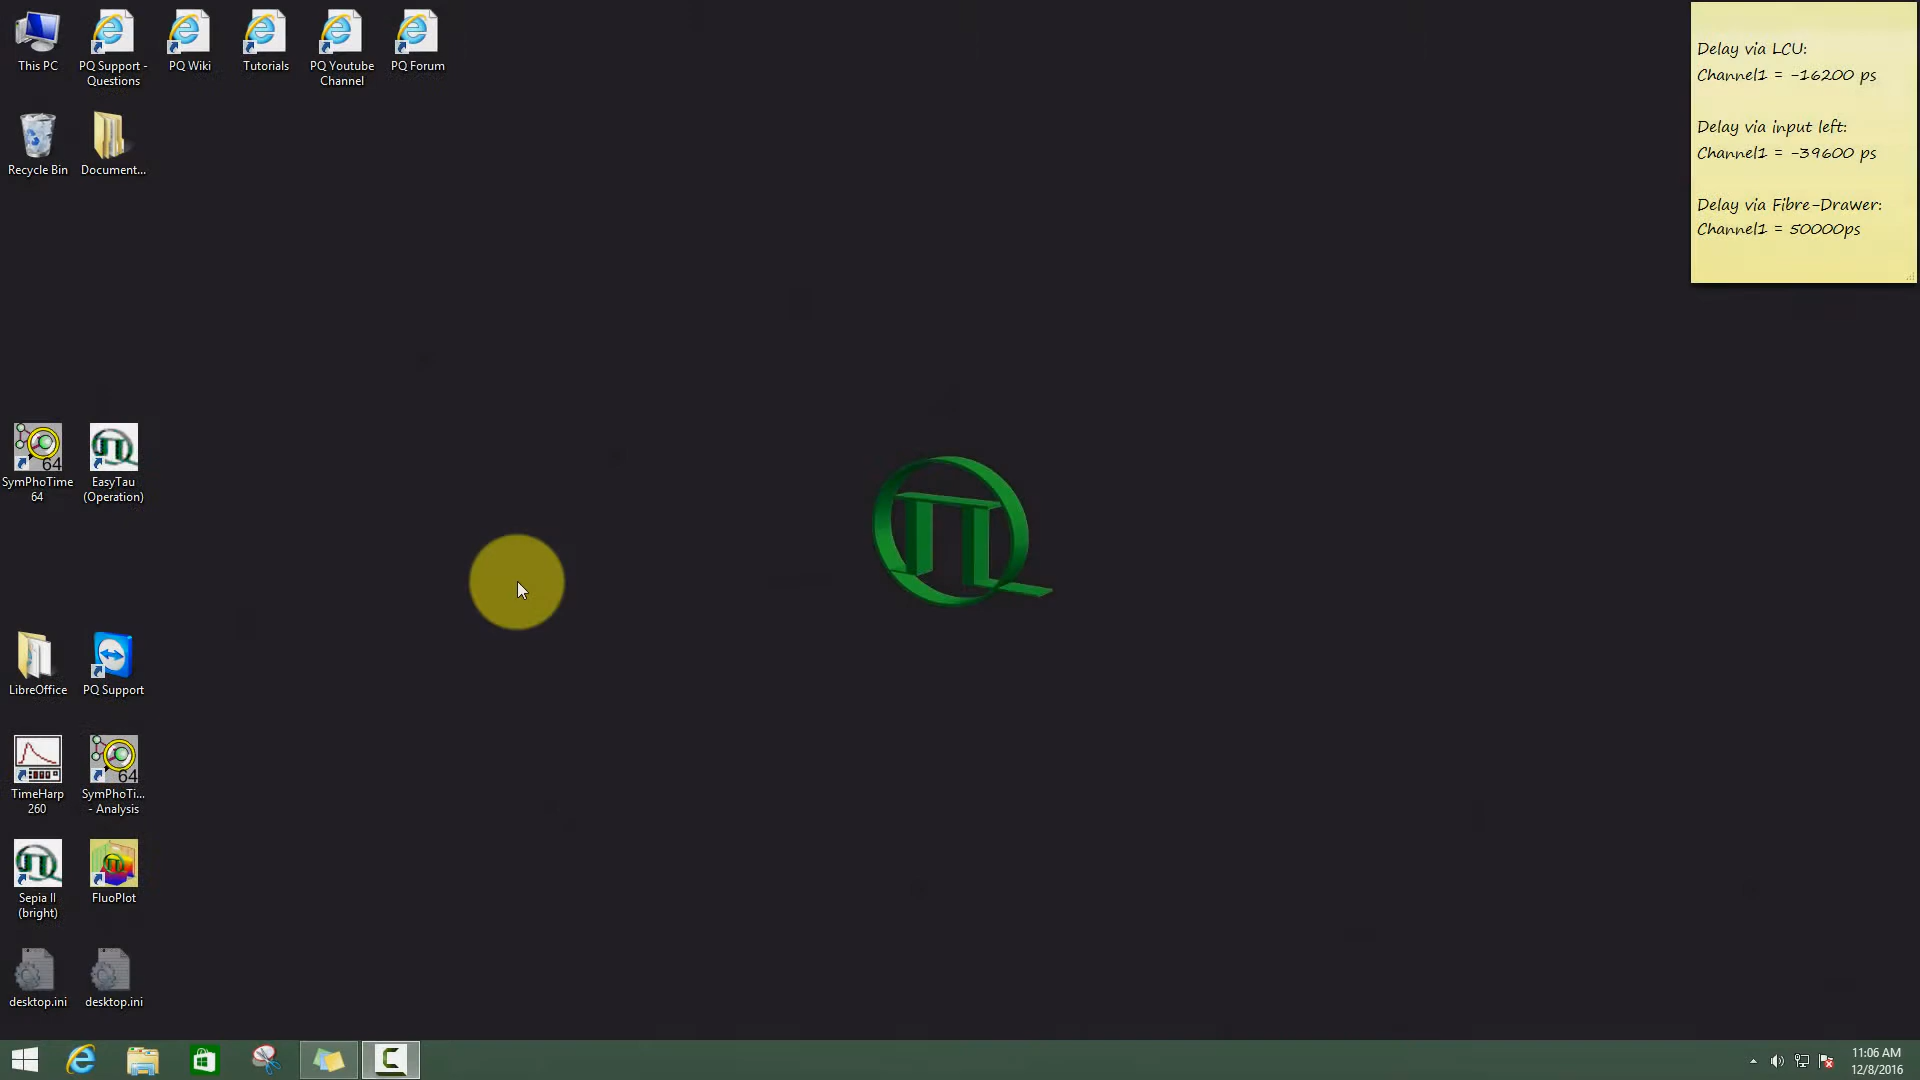 This PC
PQ Support -
Questions
PQ Wiki
Tutorials
PQ Youtube
Channel
PQ Forum
Recycle Bin
Document...
SymPhoTime
64
EasyTau
(Operation)
LibreOffice
PQ Support
TimeHarp
260
SymPhoTi...
- Analysis
Sepia II
(bright)
FluoPlot
desktop.ini
desktop.ini
Delay via LCU:
Channel1 = -16200 ps
Delay via input left:
Channel1 = -39600 ps
Delay via Fibre-Drawer:
Channel1 = 50000ps
64
64
11:06 AM
12/8/2016